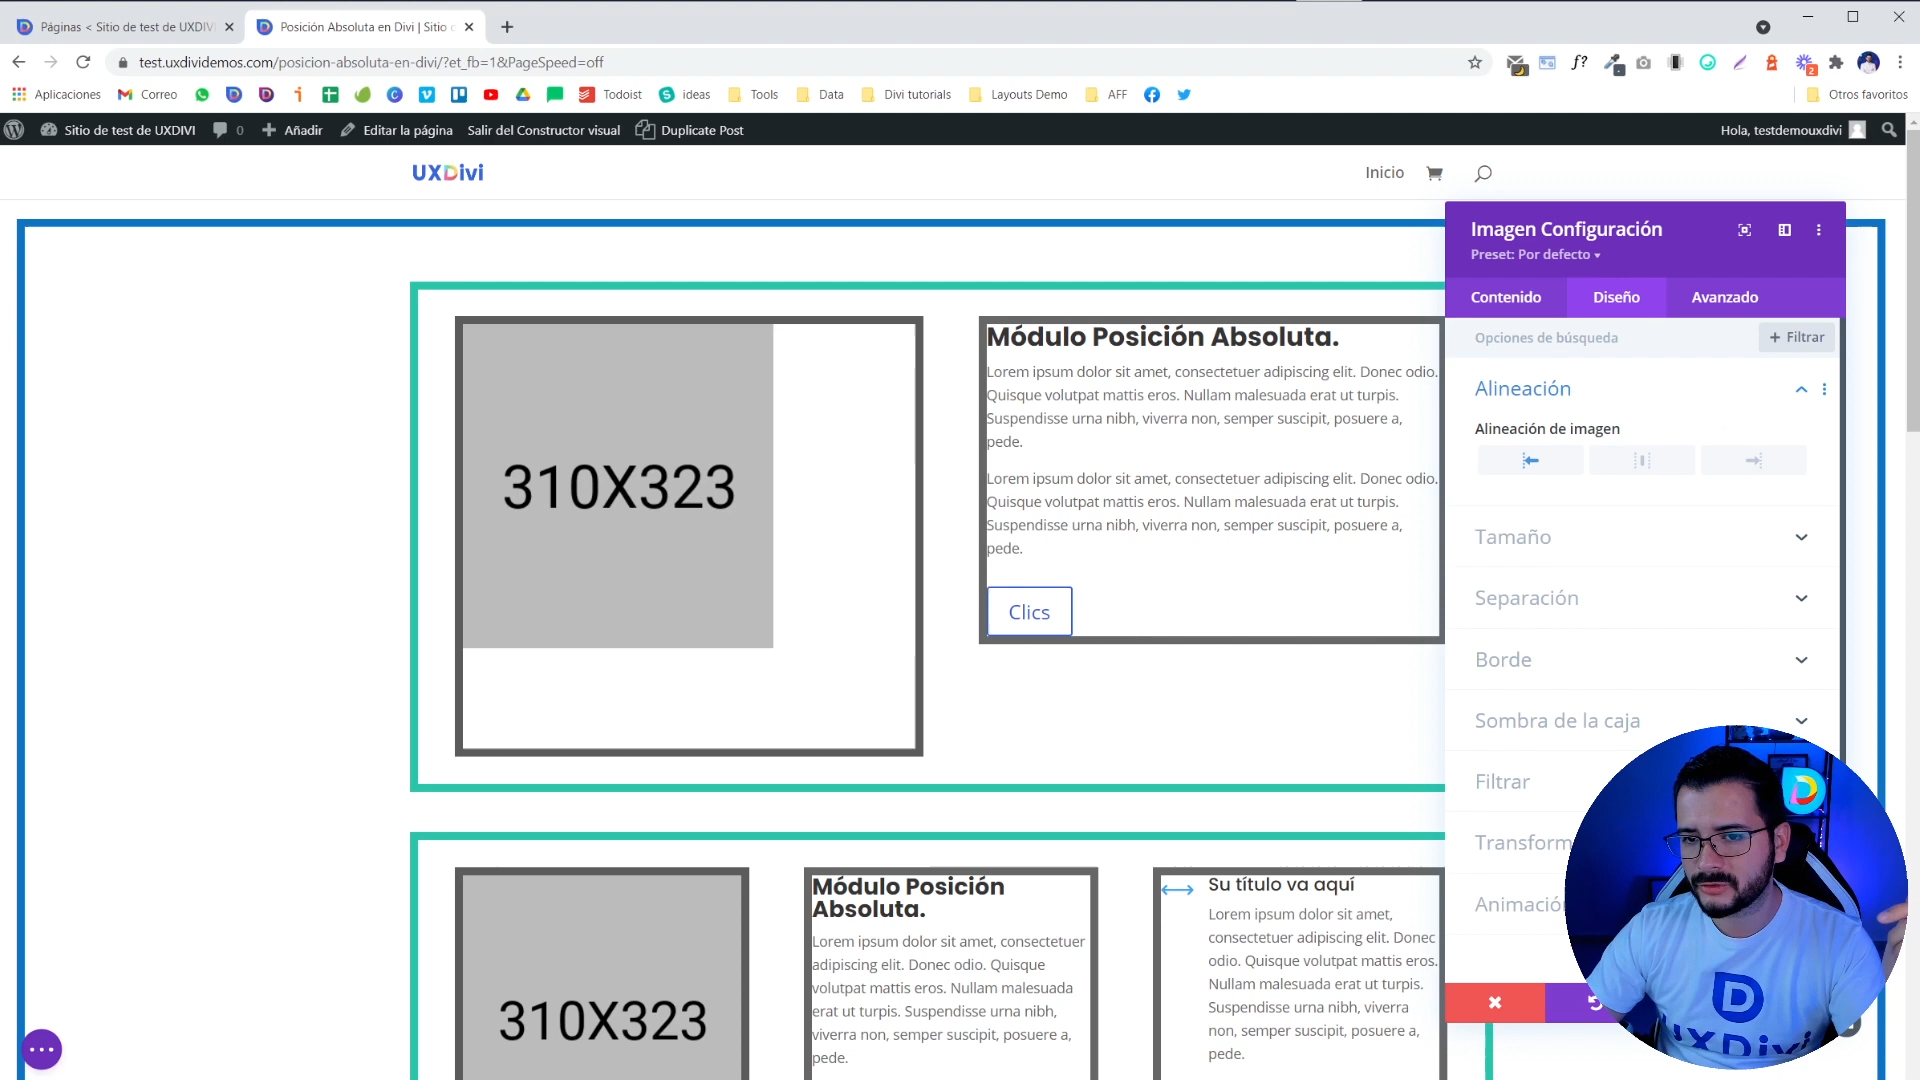 Páginas < Sitio de test de UXDIVI
Posición Absoluta en Divi | Sitio
test.uxdividemos.com/posicion-absoluta-en-divi/?et_fb=1&PageSpeed=off
f?
2
Aplicaciones
Correo
Todoist
ideas
Tools
Data
Divi tutorials
Layouts Demo
AFF
Otros favoritos
Sitio de test de UXDIVI
0
Añadir
Editar la página
Salir del Constructor visual
Duplicate Post
Hola, testdemouxdivi
UXDivi
Inicio
Imagen Configuración
Preset: Por defecto
Contenido
Diseño
Avanzado
Opciones de búsqueda
+ Filtrar
Alineación
Alineación de imagen
Tamaño
Separación
Borde
Sombra de la caja
Filtrar
Transform
Animación
310X323
Módulo Posición Absoluta.
Lorem ipsum dolor sit amet, consectetuer adipiscing elit. Donec odio.
Quisque volutpat mattis eros. Nullam malesuada erat ut turpis.
Suspendisse urna nibh, viverra non, semper suscipit, posuere a,
pede.
Lorem ipsum dolor sit amet, consectetuer adipiscing elit. Donec odio.
Quisque volutpat mattis eros. Nullam malesuada erat ut turpis.
Suspendisse urna nibh, viverra non, semper suscipit, posuere a,
pede.
Clics
310X323
Módulo Posición
Absoluta.
Lorem ipsum dolor sit amet, consectetuer
adipiscing elit. Donec odio. Quisque
volutpat mattis eros. Nullam malesuada
erat ut turpis. Suspendisse urna nibh,
viverra non, semper suscipit, posuere a,
pede.
Su título va aquí
Lorem ipsum dolor sit amet,
consectetuer adipiscing elit. Donec
odio. Quisque volutpat mattis eros.
Nullam malesuada erat ut turpis.
Suspendisse urna nibh, viverra
non, semper suscipit, posuere a,
pede.
D
UXDivi